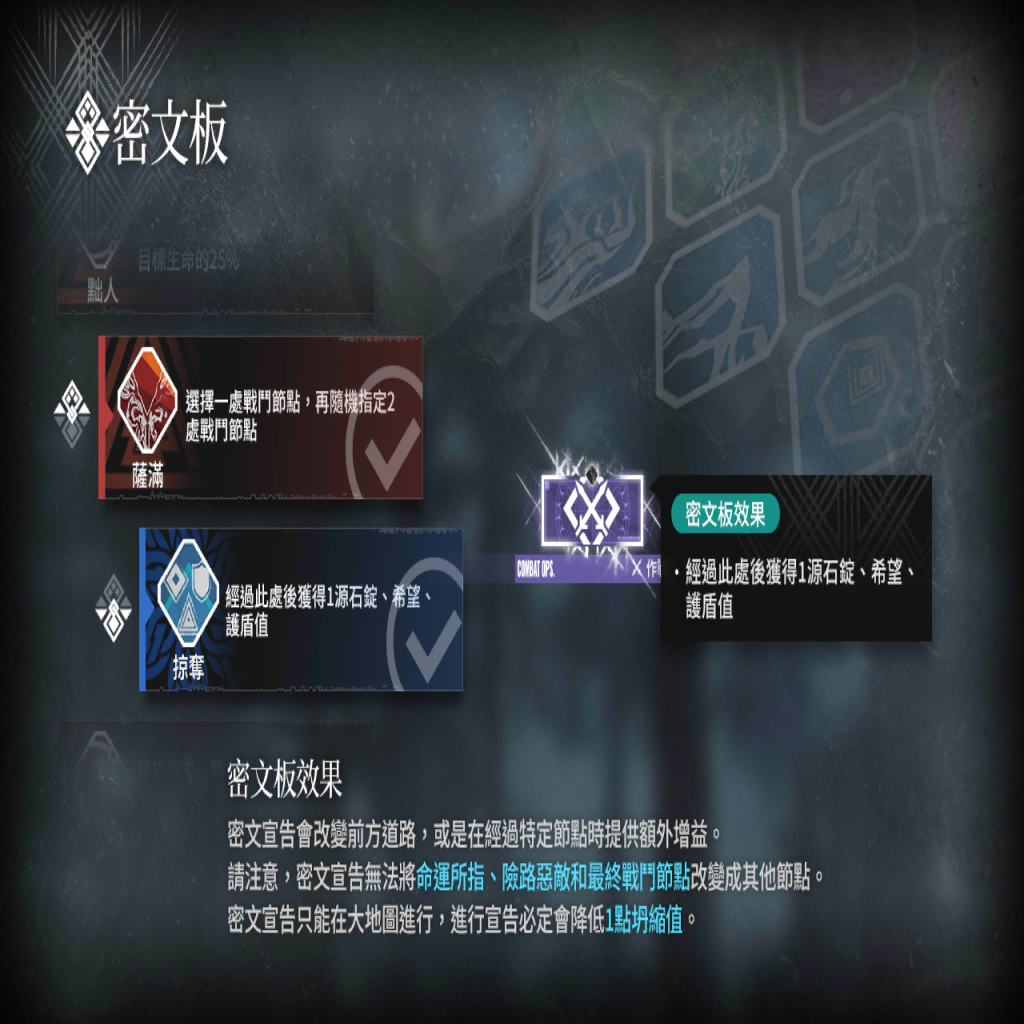 密文板
目標生命的25%
黜人
選擇一處戰鬥節點，再隨機指定2
處戰鬥節點
薩滿
經過此處後獲得1源石錠、希望、
護盾值
掠奪
COMBAT OPS.
作
密文板效果
·經過此處後獲得1源石錠、希望、
護盾值
密文板效果
密文宣告會改變前方道路，或是在經過特定節點時提供額外增益。
請注意，密文宣告無法將命運所指、險路惡敵和最終戰鬥節點改變成其他節點。
密文宣告只能在大地圖進行，進行宣告必定會降低1點坍縮值。